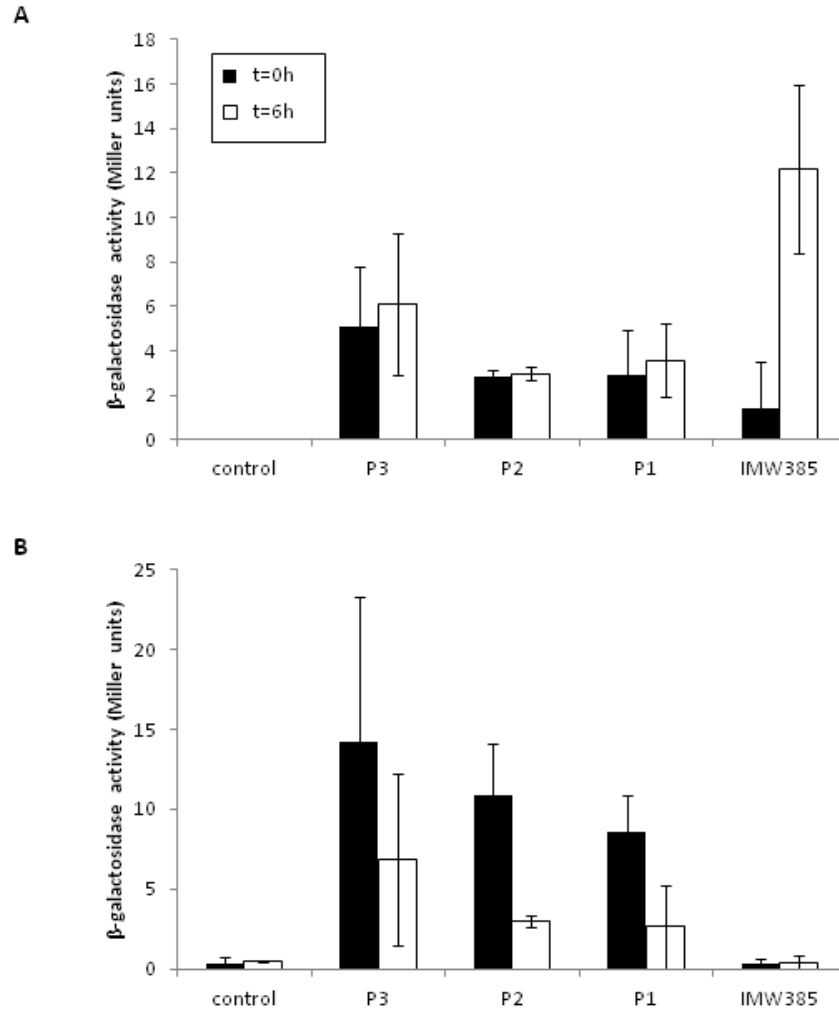 A
18
16
14
12
10
8
6
4
2
0
β-galactosidase activity (Miller units)
t=0h
t=6h
control P3 P2 P1 IMW385
B
25
20
15
10
5
0
β-galactosidase activity (Miller units)
control P3 P2 P1 IMW385